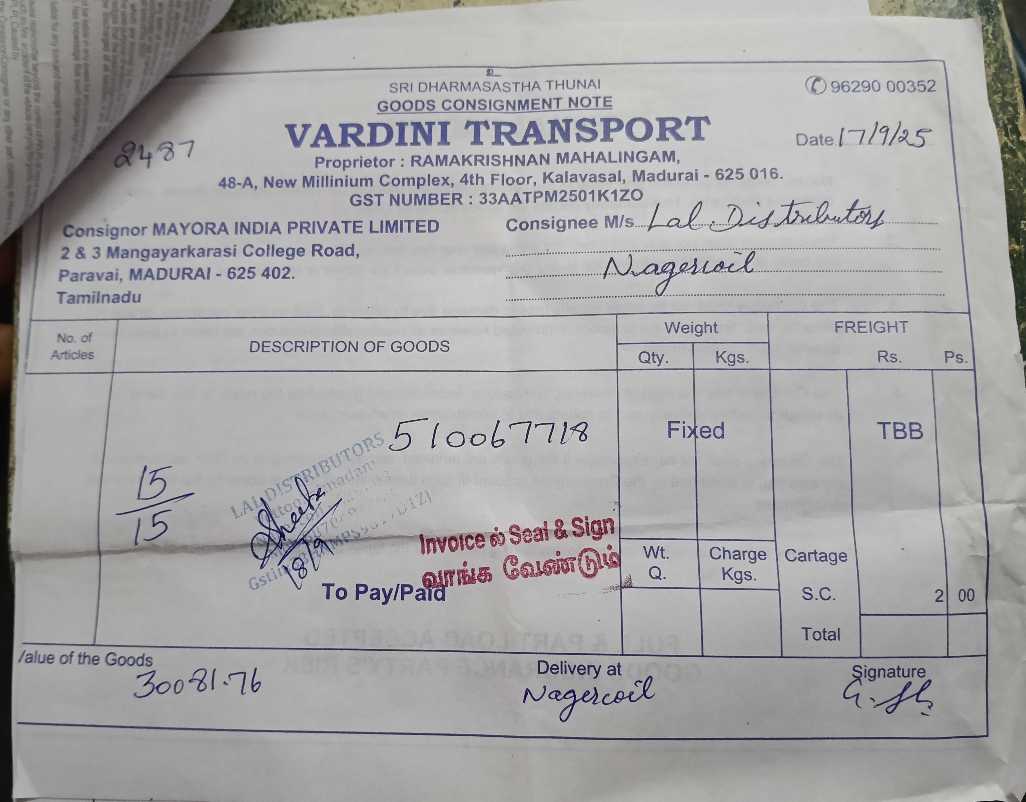 உ
SRI DHARMASASTHA THUNAI
GOODS CONSIGNMENT NOTE
96290 00352
VARDINI TRANSPORT
2487
Date 17/9/25
Proprietor : RAMAKRISHNAN MAHALINGAM,
48-A, New Millinium Complex, 4th Floor, Kalavasal, Madurai - 625 016.
GST NUMBER : 33AATPM2501K1ZO
Consignor MAYORA INDIA PRIVATE LIMITED
2 & 3 Mangayarkarasi College Road,
Paravai, MADURAI - 625 402.
Tamilnadu
Consignee M/s. Lal Distributors
Nagercoil
No. of Articles
DESCRIPTION OF GOODS
Weight
Qty. Kgs.
FREIGHT
Rs. Ps.
510067718
Fixed
TBB
15/15
LAL DISTRIBUTORS
Sheeba
18/9
Invoice ல் Seal & Sign
வாங்க வேண்டும்
To Pay/Paid
Wt. Q.
Charge Kgs.
Cartage
S.C. 2 00
Total
Value of the Goods
30081.76
Delivery at
Nagercoil
Signature